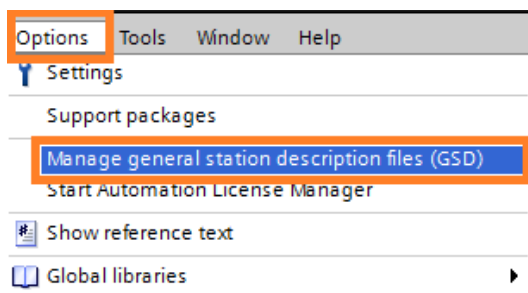 Options Tools Window Help
Settings
Support packages
Manage general station description files (GSD)
Start Automation License Manager
Show reference text
Global libraries